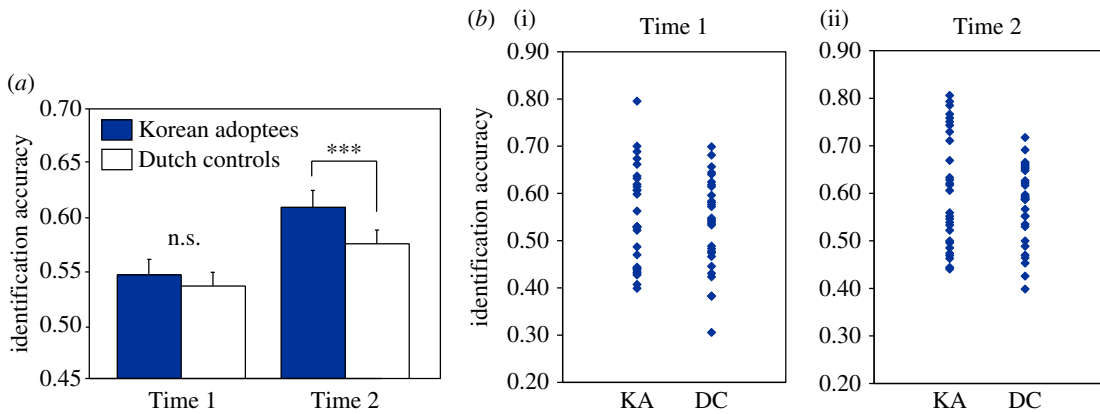 (a)
identification accuracy
0.70
0.65
0.60
0.55
0.50
0.45
Korean adoptees
Dutch controls
n.s.
***
Time 1
Time 2
(b) (i)
Time 1
identification accuracy
0.90
0.80
0.70
0.60
0.50
0.40
0.30
0.20
KA DC
(ii)
Time 2
0.90
0.80
0.70
0.60
0.50
0.40
0.30
0.20
KA DC